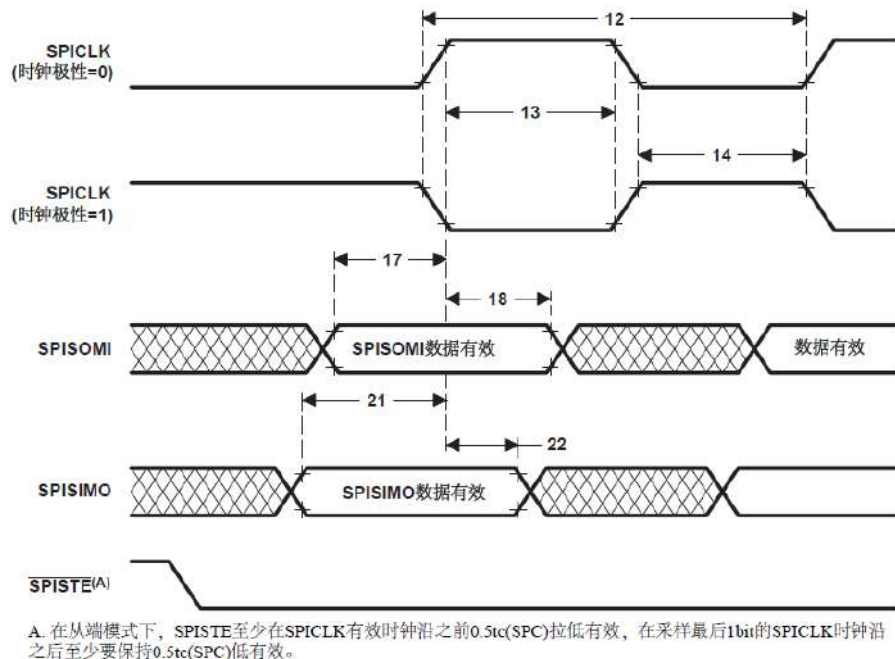 12
SPICLK
(时钟极性=0)
13
14
SPICLK
(时钟极性=1)
17
18
SPISOMI
SPISOMI数据有效
数据有效
21
22
SPISIMO
SPISIMO数据有效
SPISTE(A)
A. 在从端模式下，SPISTE至少在SPICLK有效时钟沿之前0.5tc(SPC)拉低有效，在采样最后1bit的SPICLK时钟沿
之后至少要保持0.5tc(SPC)低有效。